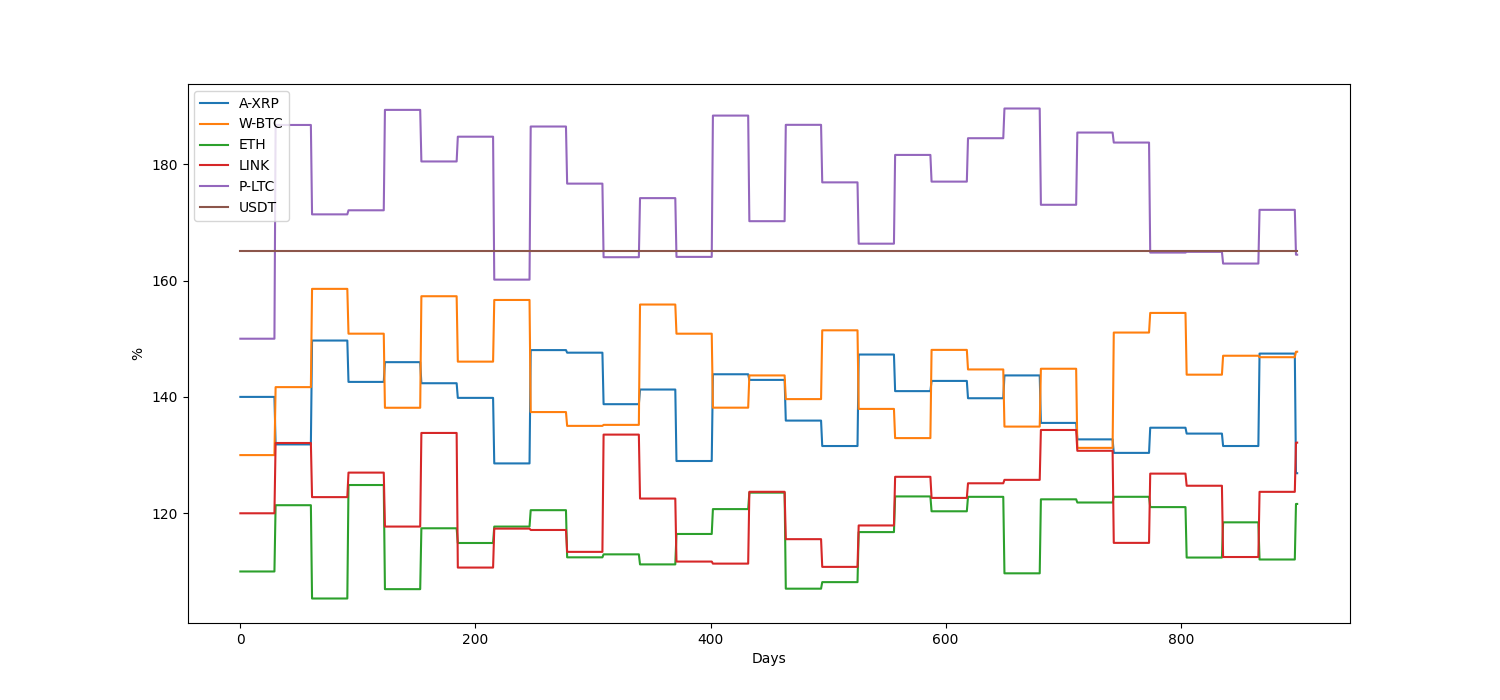 A-XRP
W-BTC
ETH
LINK
P-LTC
USDT
%
180
160
140
120
0 200 400 600 800
Days